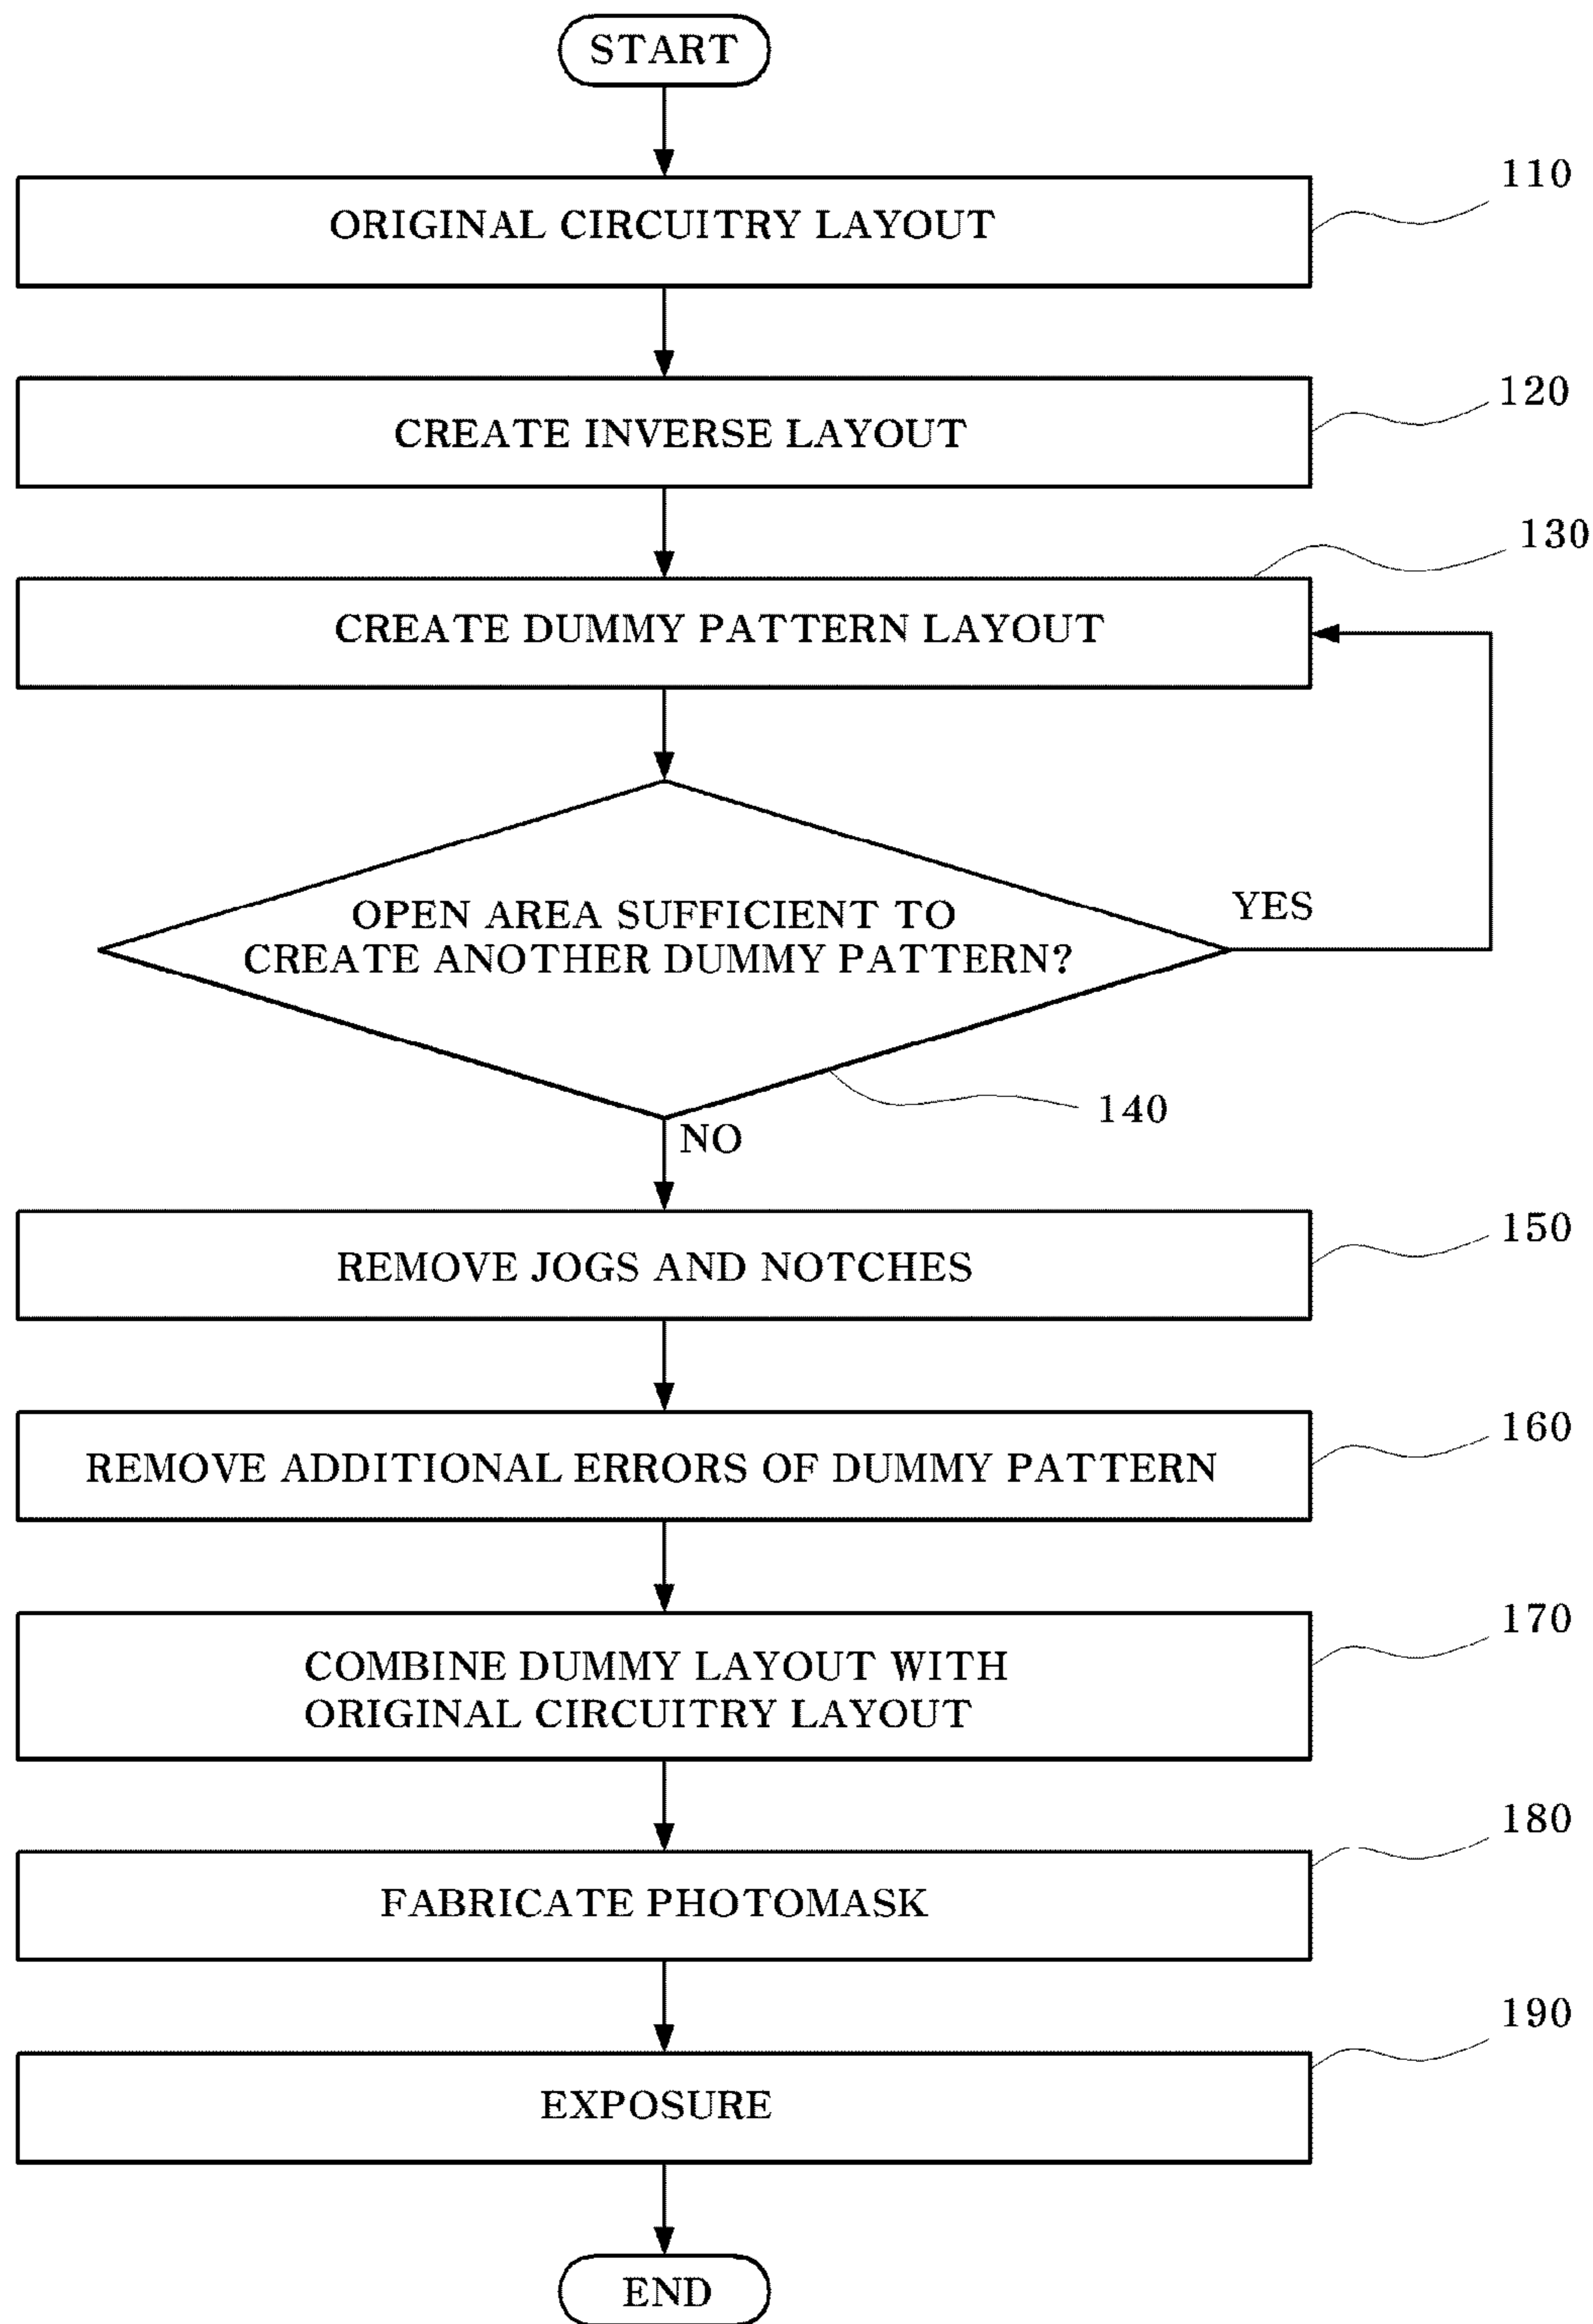 START
110
ORIGINAL CIRCUITRY LAYOUT
120
CREATE INVERSE LAYOUT
130
CREATE DUMMY PATTERN LAYOUT
OPEN AREA SUFFICIENT TO
CREATE ANOTHER DUMMY PATTERN?
YES
140
NO
150
REMOVE JOGS AND NOTCHES
160
REMOVE ADDITIONAL ERRORS OF DUMMY PATTERN
170
COMBINE DUMMY LAYOUT WITH
ORIGINAL CIRCUITRY LAYOUT
180
FABRICATE PHOTOMASK
190
EXPOSURE
END